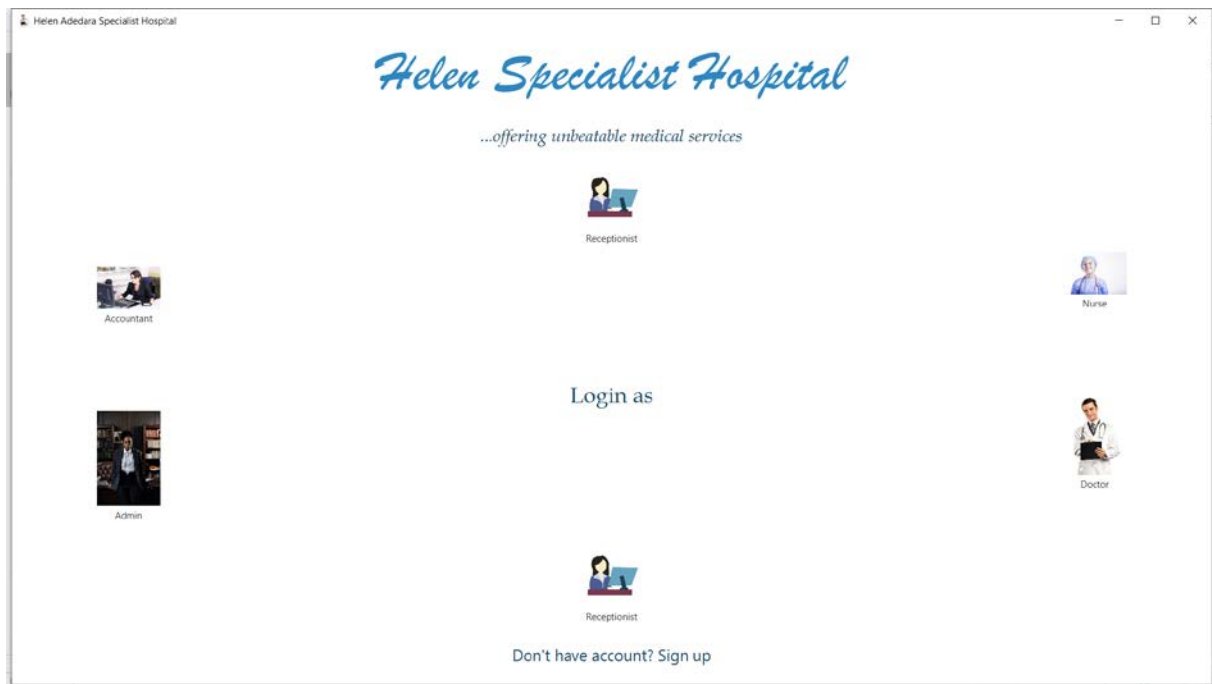 Helen Adedara Specialist Hospital
Helen Specialist Hospital
...offering unbeatable medical services
Receptionist
Accountant
Nurse
Login as
Admin
Doctor
Receptionist
Don't have account? Sign up